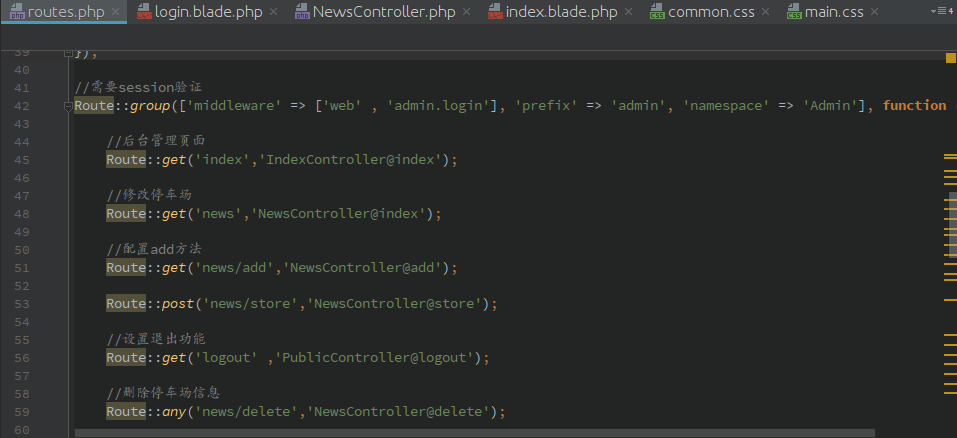 routes.php × login.blade.php × NewsController.php × index.blade.php × common.css × main.css × 4
39 });
40
41 //需要session验证
42 Route::group(['middleware' => ['web' , 'admin.login'], 'prefix' => 'admin', 'namespace' => 'Admin'], function
43
44 //后台管理页面
45 Route::get('index','IndexController@index');
46
47 //修改停车场
48 Route::get('news','NewsController@index');
49
50 //配置add方法
51 Route::get('news/add','NewsController@add');
52
53 Route::post('news/store','NewsController@store');
54
55 //设置退出功能
56 Route::get('logout' ,'PublicController@logout');
57
58 //删除停车场信息
59 Route::any('news/delete','NewsController@delete');
60